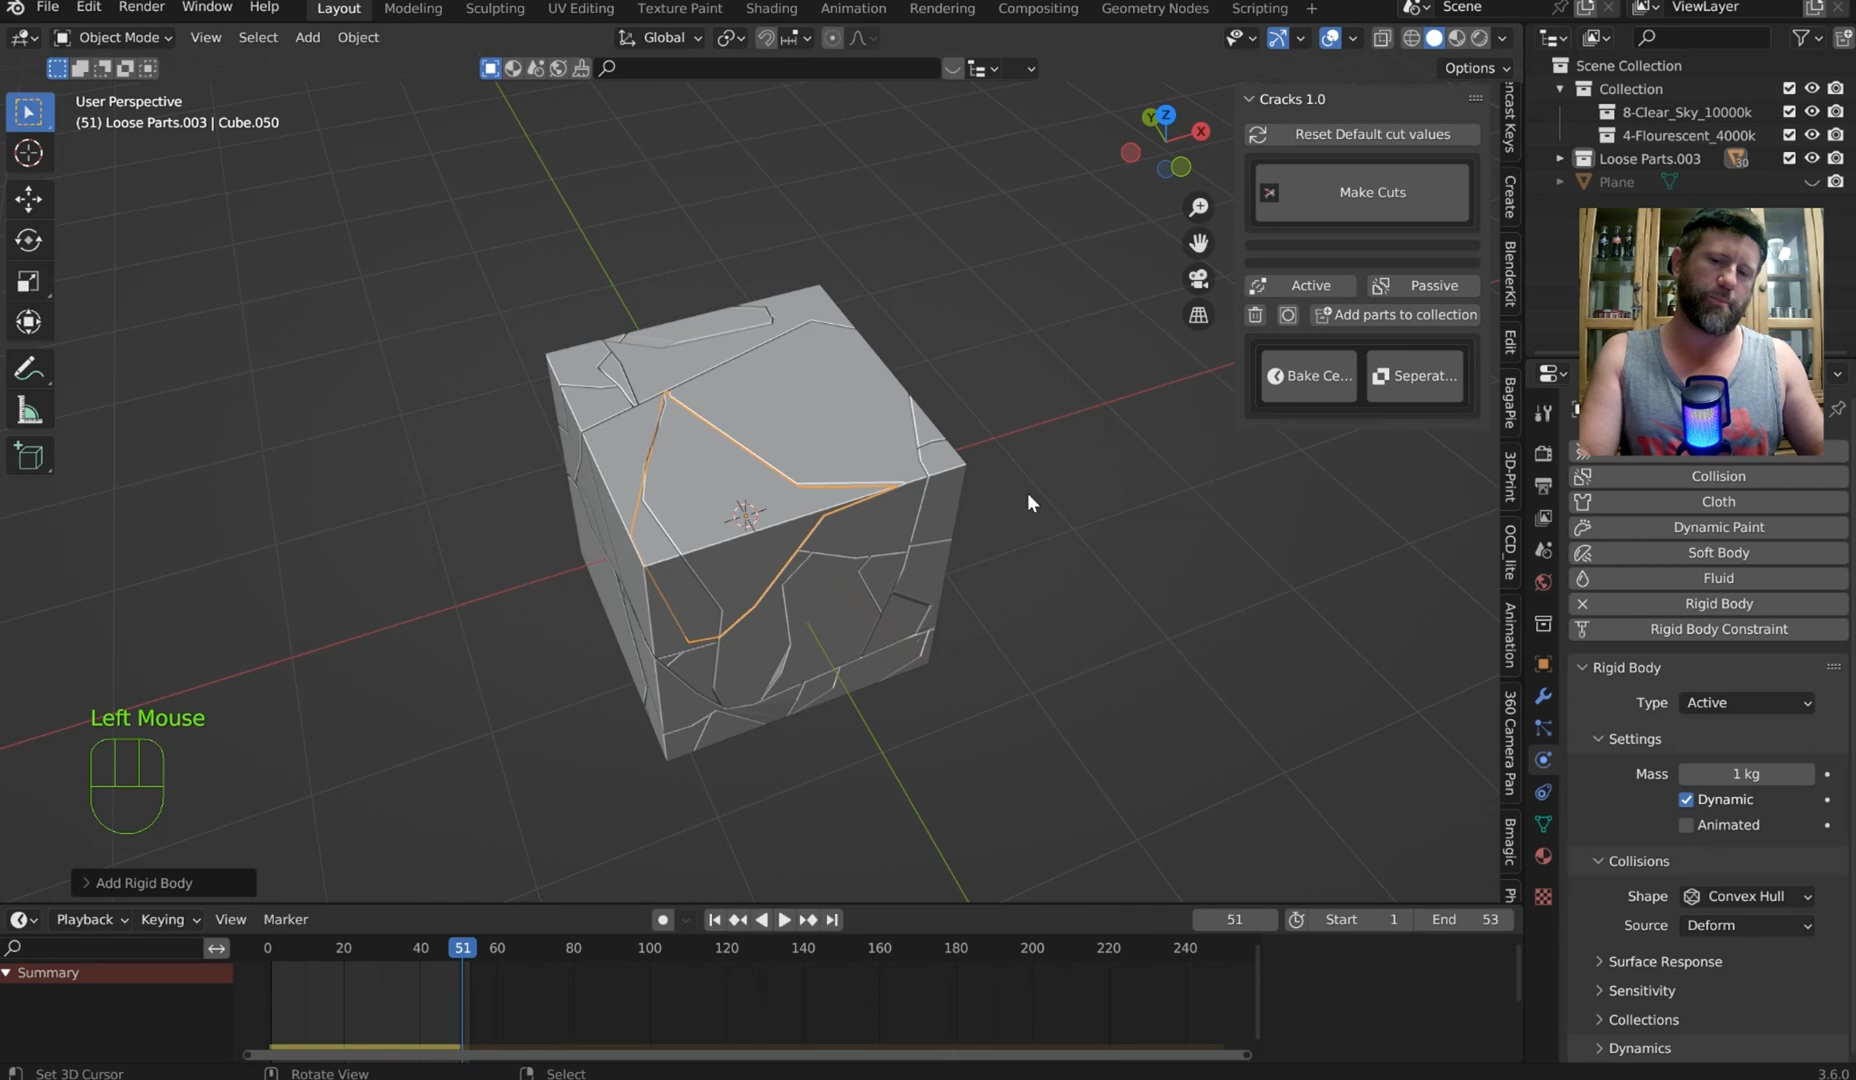 File Edit Render Window Help Layout Modeling Sculpting UV Editing Texture Paint Shading Animation Rendering Compositing Geometry Nodes Scripting + Scene ViewLayer
Object Mode View Select Add Object Global
Options
User Perspective
(51) Loose Parts.003 | Cube.050
Z
Y
X
Cracks 1.0
Reset Default cut values
Make Cuts
Active Passive
Add parts to collection
Bake Ce... Seperat...
ncast Keys
Create
BlenderKit
Edit
BagaPie
3D-Print
OCD_lite
Animation
360 Camera Pan
Bmagic
Ph
Scene Collection
Collection
8-Clear_Sky_10000k
4-Flourescent_4000k
Loose Parts.003 30
Plane
Collision
Cloth
Dynamic Paint
Soft Body
Fluid
Rigid Body
Rigid Body Constraint
Rigid Body
Type Active
Settings
Mass 1 kg
Dynamic
Animated
Collisions
Shape Convex Hull
Source Deform
Surface Response
Sensitivity
Collections
Dynamics
Left Mouse
Add Rigid Body
Playback Keying View Marker 51 Start 1 End 53
0 20 40 51 60 80 100 120 140 160 180 200 220 240
Summary
Set 3D Cursor Rotate View Select 3.6.0